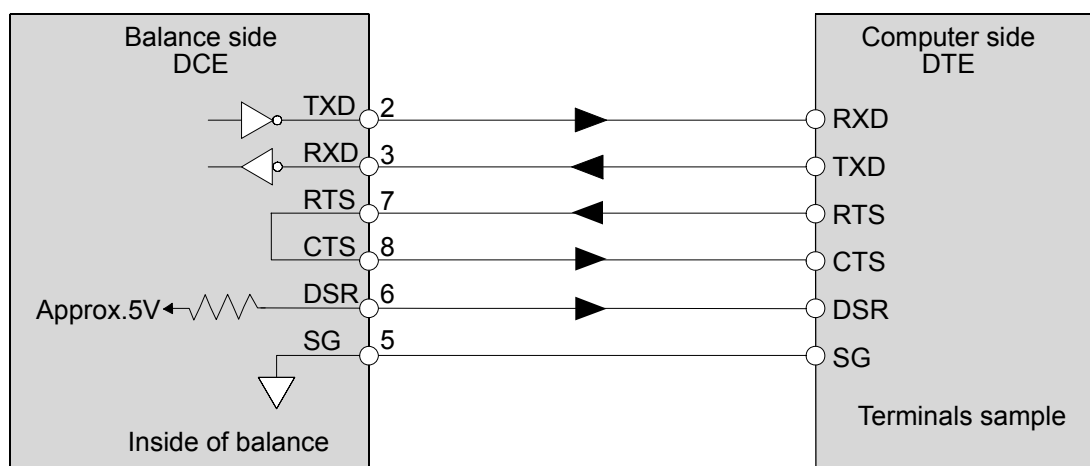 Balance side
DCE
Computer side
DTE
TXD 2 RXD
RXD 3 TXD
RTS 7 RTS
CTS 8 CTS
Approx.5V DSR 6 DSR
SG 5 SG
Inside of balance
Terminals sample